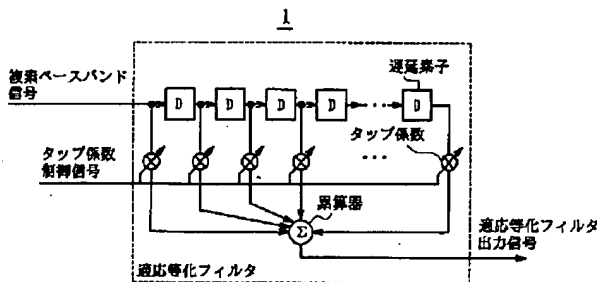 1
複素ベースバンド
信号
遅延素子
D D D D … D
タップ係数
タップ係数
制御信号
…
累算器
Σ
適応等化フィルタ
出力信号
適応等化フィルタ